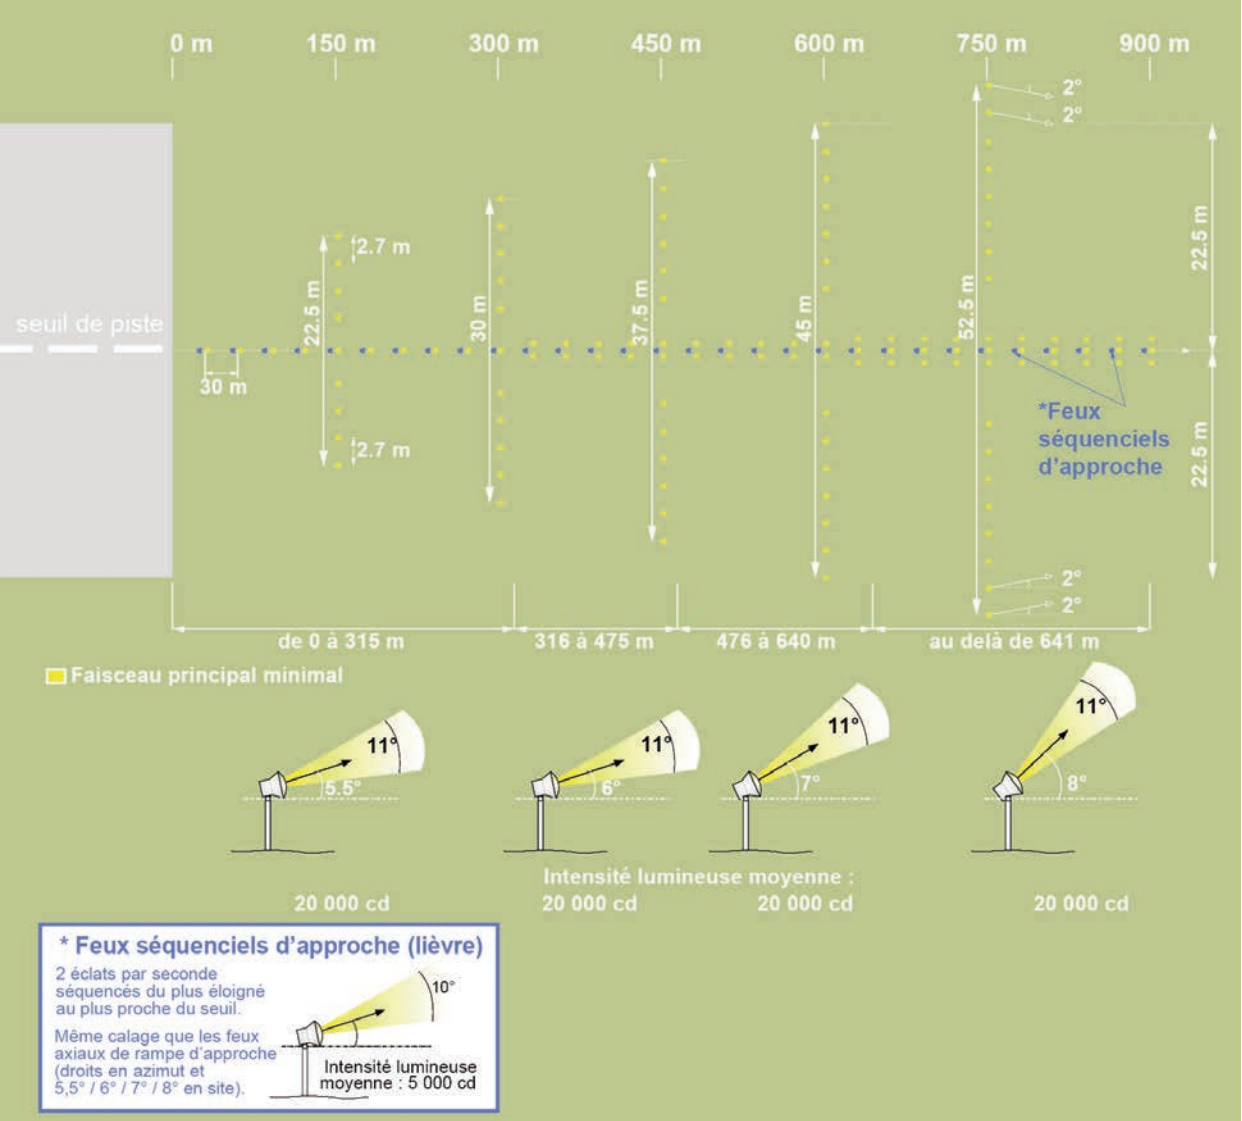 0 m 150 m 300 m 450 m 600 m 750 m 900 m
2°
2°
2.7 m
22.5 m
30 m
37.5 m
45 m
52.5 m
22.5 m
seuil de piste
30 m
2.7 m
*Feux
séquenciels
d'approche
22.5 m
2°
2°
de 0 à 315 m 316 à 475 m 476 à 640 m au delà de 641 m
Faisceau principal minimal
11° 11° 11° 11°
5.5° 6° 7° 8°
Intensité lumineuse moyenne :
20 000 cd 20 000 cd 20 000 cd 20 000 cd
* Feux séquenciels d'approche (lièvre)
2 éclats par seconde
séquencés du plus éloigné
au plus proche du seuil.
10°
Même calage que les feux
axiaux de rampe d'approche
(droits en azimut et
5,5° / 6° / 7° / 8° en site).
Intensité lumineuse
moyenne : 5 000 cd